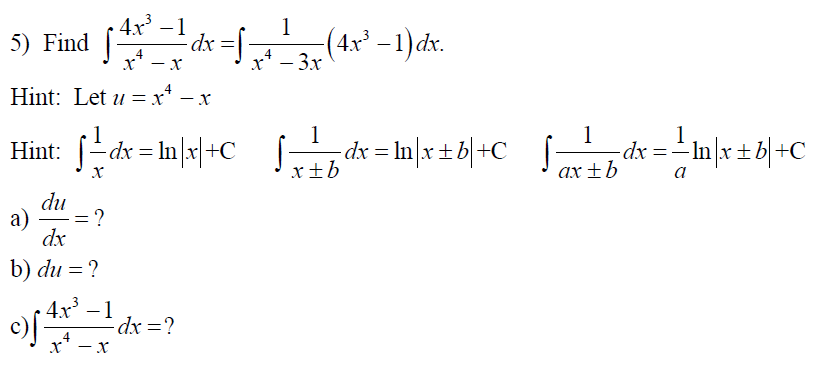 5) Find ∫ (4x³ − 1)/(x⁴ − x) dx = ∫ 1/(x⁴ − 3x) (4x³ − 1) dx.
Hint: Let u = x⁴ − x
Hint: ∫ 1/x dx = ln|x|+C ∫ 1/(x ± b) dx = ln|x ± b|+C ∫ 1/(ax ± b) dx = 1/a ln|x ± b|+C
a) du/dx = ?
b) du = ?
c) ∫ (4x³ − 1)/(x⁴ − x) dx = ?